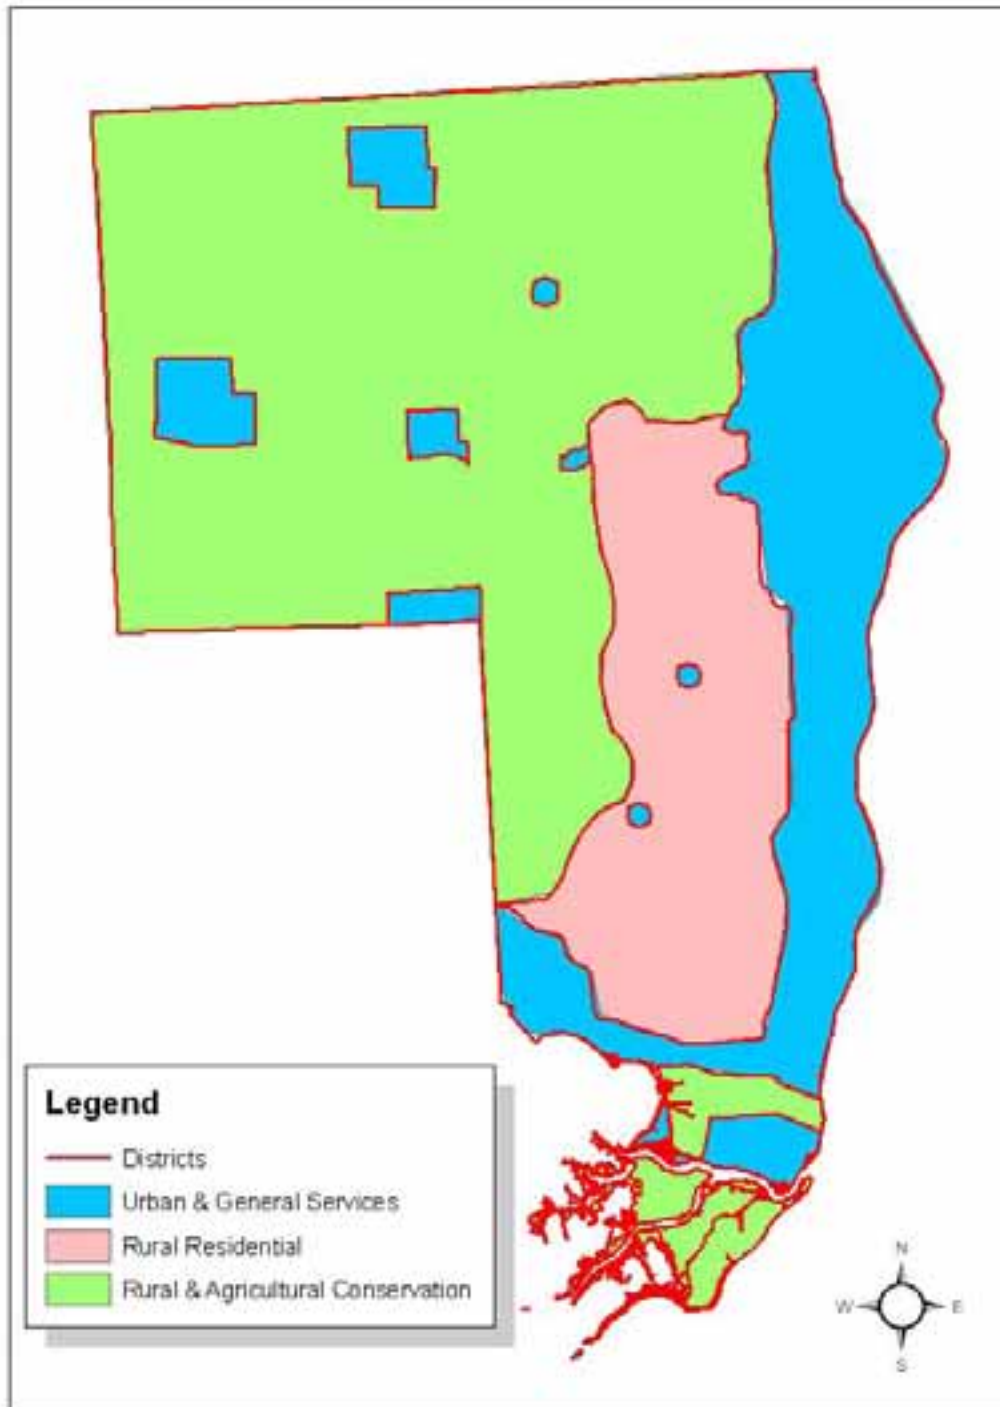 Legend
Districts
Urban & General Services
Rural Residential
Rural & Agricultural Conservation
N
W E
S